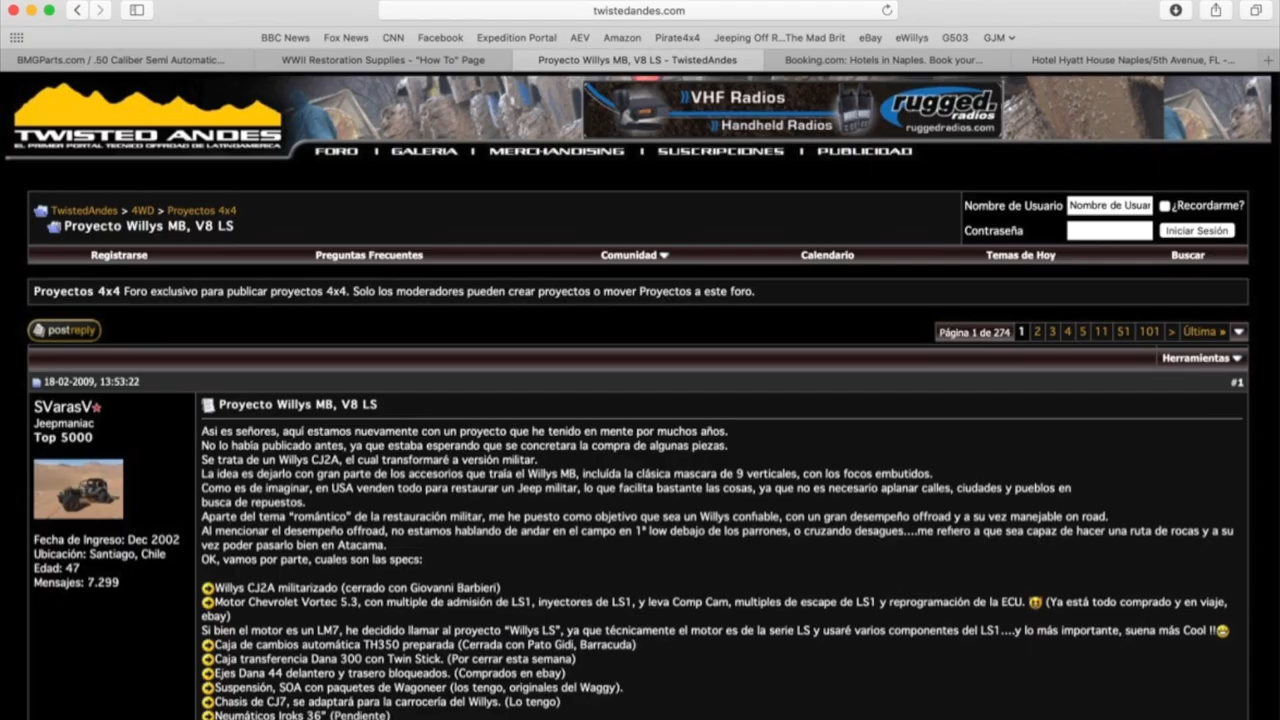 twistedandes.com
BBC News Fox News CNN Facebook Expedition Portal AEV Amazon Pirate4x4 Jeeping Off R...The Mad Brit eBay eWillys G503 GJM
BMGParts.com / .50 Caliber Semi Automatic... WWII Restoration Supplies - "How To" Page Proyecto Willys MB, V8 LS - TwistedAndes Booking.com: Hotels in Naples. Book your... Hotel Hyatt House Naples/5th Avenue, FL -...
TWISTED ANDES
EL PRIMER PORTAL TECNICO OFFROAD DE LATINOAMERICA
VHF Radios
Handheld Radios
rugged radios
ruggedradios.com
FORO | GALERIA | MERCHANDISING | SUSCRIPCIONES | PUBLICIDAD
TwistedAndes > 4WD > Proyectos 4x4
Proyecto Willys MB, V8 LS
Nombre de Usuario Nombre de Usuar ¿Recordarme?
Contraseña Iniciar Sesión
Registrarse Preguntas Frecuentes Comunidad Calendario Temas de Hoy Buscar
Proyectos 4x4 Foro exclusivo para publicar proyectos 4x4. Solo los moderadores pueden crear proyectos o mover Proyectos a este foro.
postreply
Página 1 de 274 1 2 3 4 5 11 51 101 > Última »
Herramientas
18-02-2009, 13:53:22 #1
SVarasV
Jeepmaniac
Top 5000
Fecha de Ingreso: Dec 2002
Ubicación: Santiago, Chile
Edad: 47
Mensajes: 7.299
Proyecto Willys MB, V8 LS
Asi es señores, aquí estamos nuevamente con un proyecto que he tenido en mente por muchos años.
No lo había publicado antes, ya que estaba esperando que se concretara la compra de algunas piezas.
Se trata de un Willys CJ2A, el cual transformaré a versión militar.
La idea es dejarlo con gran parte de los accesorios que traía el Willys MB, incluída la clásica mascara de 9 verticales, con los focos embutidos.
Como es de imaginar, en USA venden todo para restaurar un Jeep militar, lo que facilita bastante las cosas, ya que no es necesario aplanar calles, ciudades y pueblos en
busca de repuestos.
Aparte del tema "romántico" de la restauración militar, me he puesto como objetivo que sea un Willys confiable, con un gran desempeño offroad y a su vez manejable on road.
Al mencionar el desempeño offroad, no estamos hablando de andar en el campo en 1° low debajo de los parrones, o cruzando desagues....me refiero a que sea capaz de hacer una ruta de rocas y a su
vez poder pasarlo bien en Atacama.
OK, vamos por parte, cuales son las specs:
Willys CJ2A militarizado (cerrado con Giovanni Barbieri)
Motor Chevrolet Vortec 5.3, con multiple de admisión de LS1, inyectores de LS1, y leva Comp Cam, multiples de escape de LS1 y reprogramación de la ECU. (Ya está todo comprado y en viaje,
ebay)
Si bien el motor es un LM7, he decidido llamar al proyecto "Willys LS", ya que técnicamente el motor es de la serie LS y usaré varios componentes del LS1....y lo más importante, suena más Cool !!
Caja de cambios automática TH350 preparada (Cerrada con Pato Gidi, Barracuda)
Caja transferencia Dana 300 con Twin Stick. (Por cerrar esta semana)
Ejes Dana 44 delantero y trasero bloqueados. (Comprados en ebay)
Suspensión, SOA con paquetes de Wagoneer (los tengo, originales del Waggy).
Chasis de CJ7, se adaptará para la carrocería del Willys. (Lo tengo)
Neumáticos Iroks 36" (Pendiente)